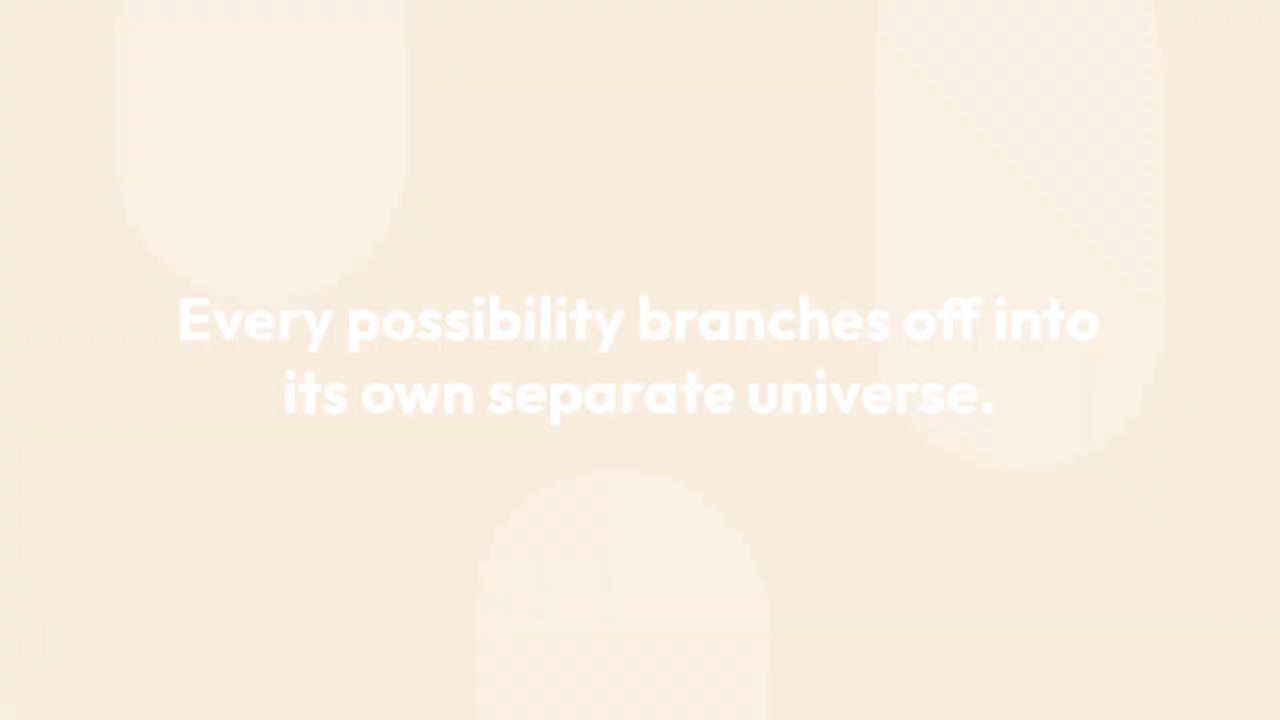 Every possibility branches off into
its own separate universe.